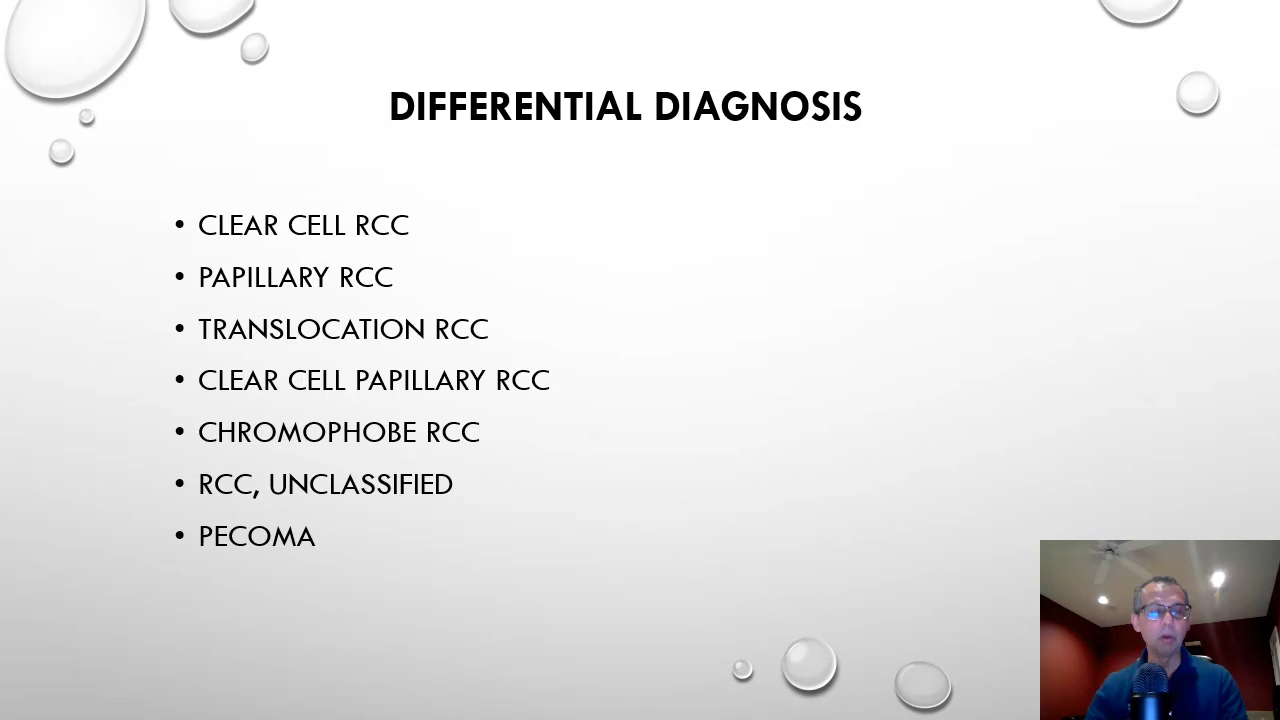 DIFFERENTIAL DIAGNOSIS
• CLEAR CELL RCC
• PAPILLARY RCC
• TRANSLOCATION RCC
• CLEAR CELL PAPILLARY RCC
• CHROMOPHOBE RCC
• RCC, UNCLASSIFIED
• PECOMA